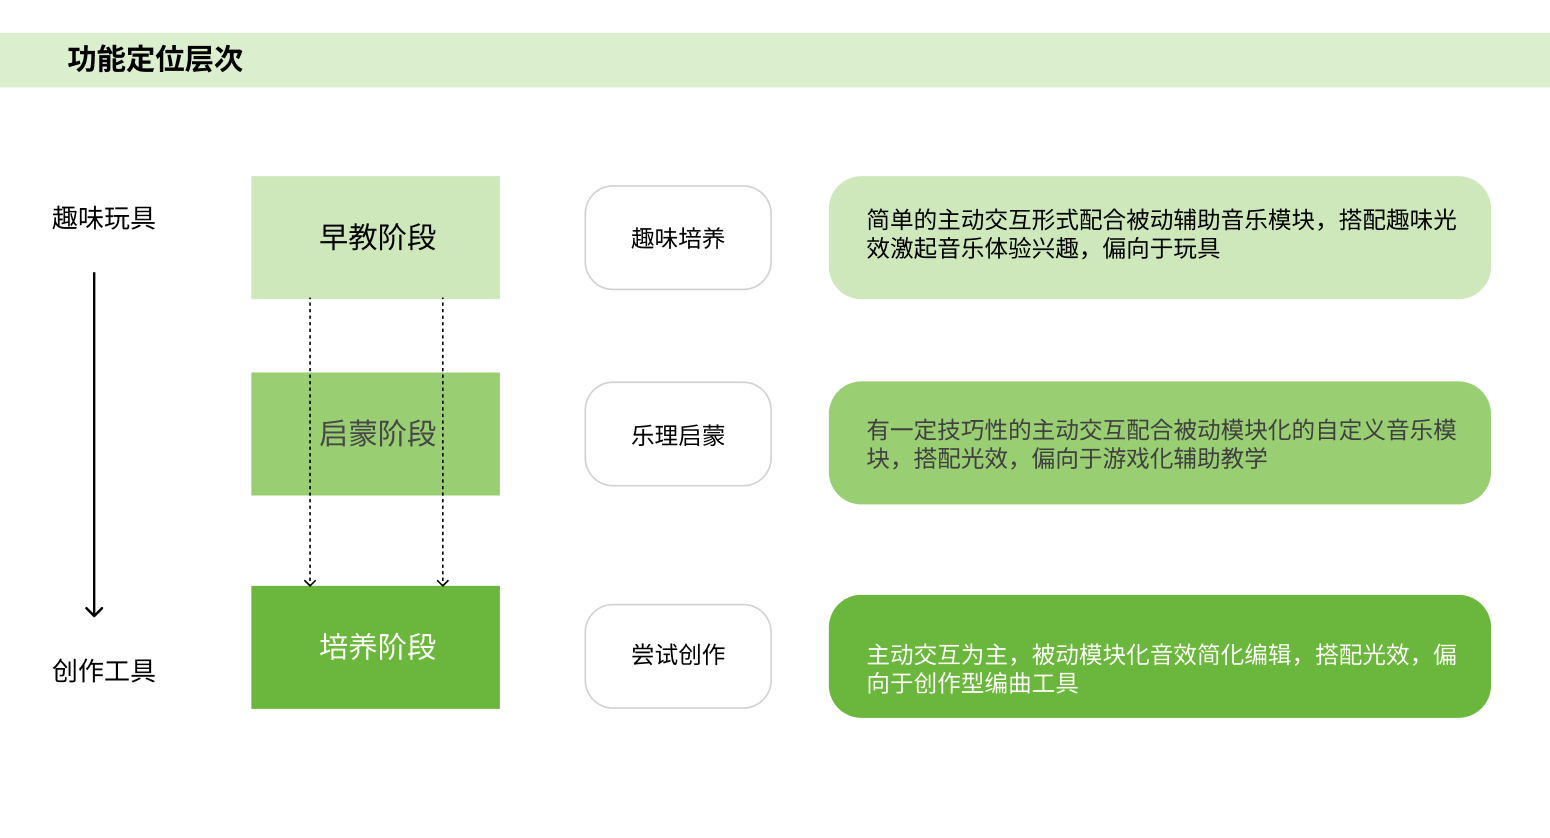 功能定位层次
趣味玩具
早教阶段
趣味培养
简单的主动交互形式配合被动辅助音乐模块，搭配趣味光
效激起音乐体验兴趣，偏向于玩具
启蒙阶段
乐理启蒙
有一定技巧性的主动交互配合被动模块化的自定义音乐模
块，搭配光效，偏向于游戏化辅助教学
创作工具
培养阶段
尝试创作
主动交互为主，被动模块化音效简化编辑，搭配光效，偏
向于创作型编曲工具